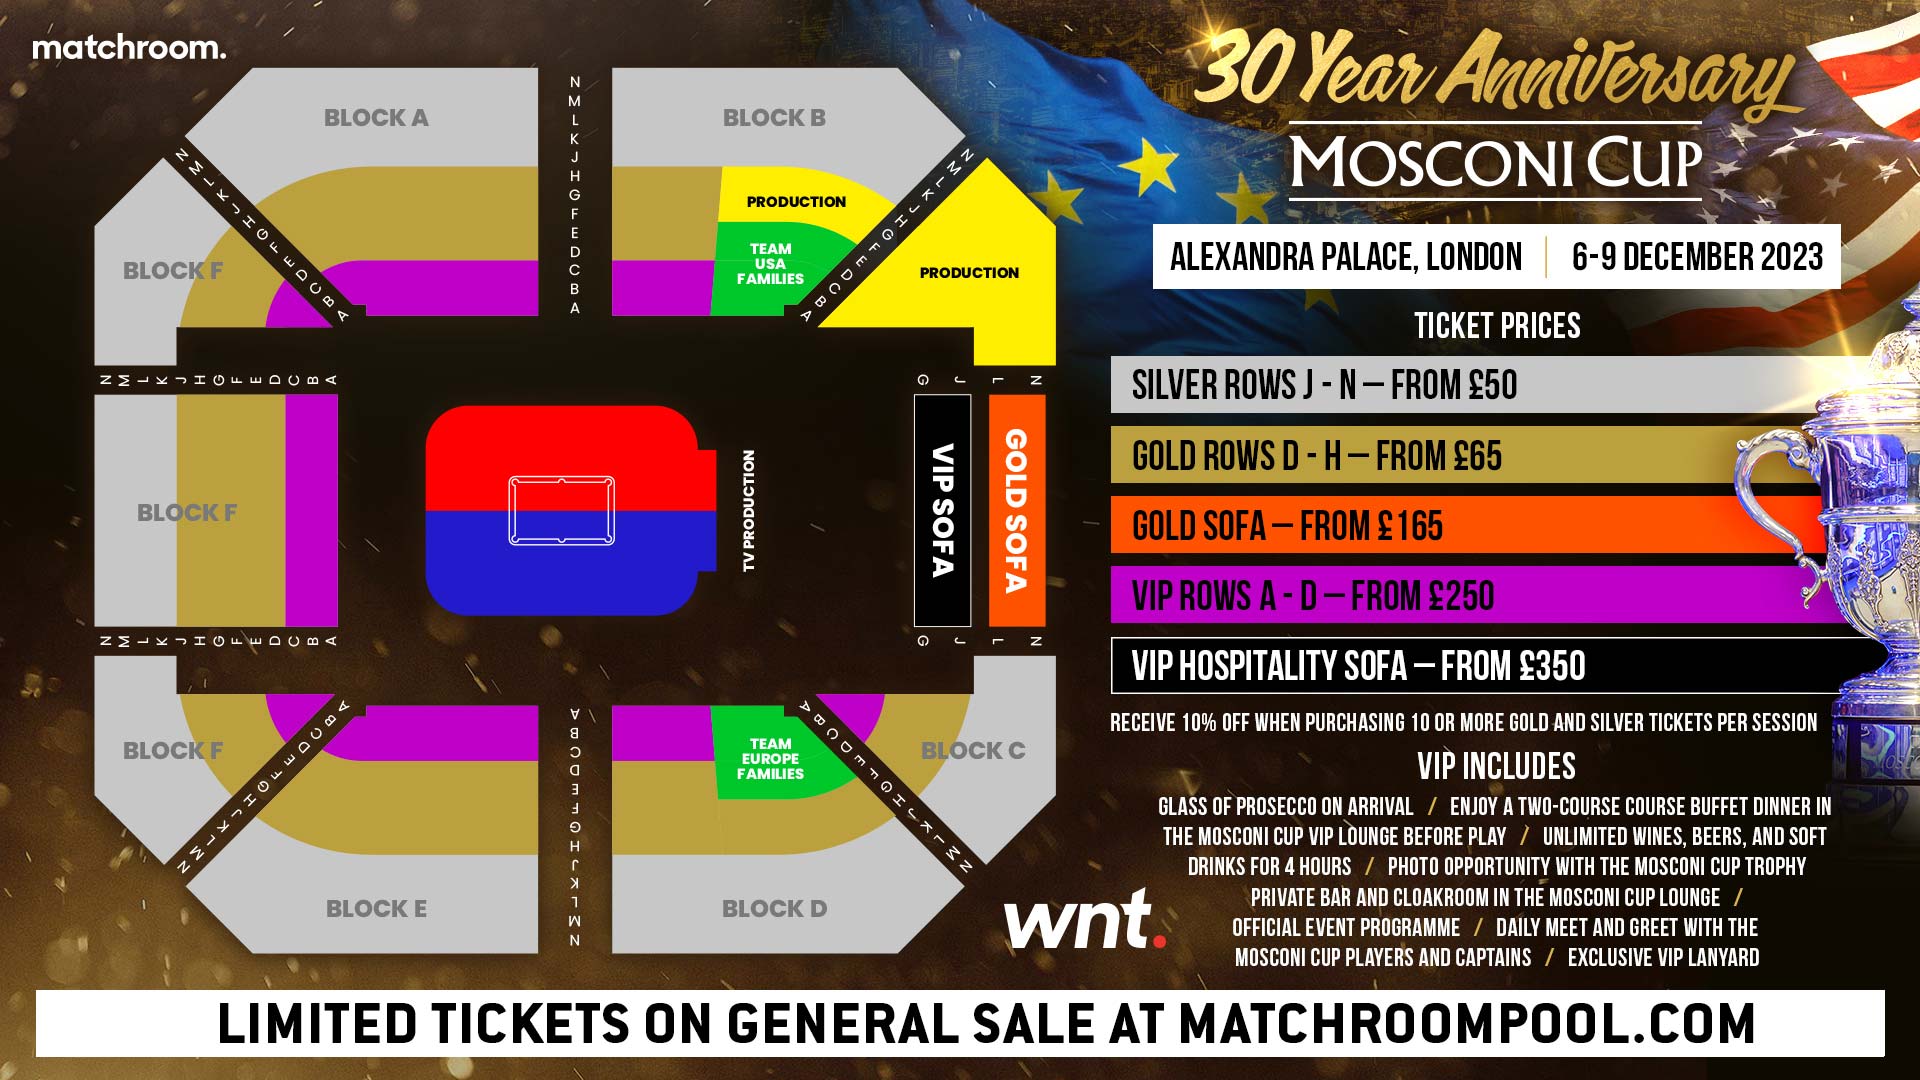 matchroom.
30 Year Anniversary
MOSCONI CUP
ALEXANDRA PALACE, LONDON
6-9 DECEMBER 2023
TICKET PRICES
SILVER ROWS J - N – FROM £50
GOLD ROWS D - H – FROM £65
GOLD SOFA – FROM £165
VIP ROWS A - D – FROM £250
VIP HOSPITALITY SOFA – FROM £350
RECEIVE 10% OFF WHEN PURCHASING 10 OR MORE GOLD AND SILVER TICKETS PER SESSION
VIP INCLUDES
GLASS OF PROSECCO ON ARRIVAL / ENJOY A TWO-COURSE COURSE BUFFET DINNER IN
THE MOSCONI CUP VIP LOUNGE BEFORE PLAY / UNLIMITED WINES, BEERS, AND SOFT
DRINKS FOR 4 HOURS / PHOTO OPPORTUNITY WITH THE MOSCONI CUP TROPHY
PRIVATE BAR AND CLOAKROOM IN THE MOSCONI CUP LOUNGE /
OFFICIAL EVENT PROGRAMME / DAILY MEET AND GREET WITH THE
MOSCONI CUP PLAYERS AND CAPTAINS / EXCLUSIVE VIP LANYARD
BLOCK A
N M L K J H G F E D C B A
BLOCK B
N M L K J H G F E D C B A
N M L K J H G F E D C B A
PRODUCTION
TEAM
USA
FAMILIES
PRODUCTION
BLOCK F
N M L K J H G F E D C B A
G J L N
BLOCK F
TV PRODUCTION
VIP SOFA
GOLD SOFA
N M L K J H G F E D C B A
G J L N
BLOCK F
A B C D E F G H J K L M N
A B C D E F G H J K L M N
TEAM
EUROPE
FAMILIES
A B C D E F G H J K L M N
BLOCK C
BLOCK E
BLOCK D
wnt.
LIMITED TICKETS ON GENERAL SALE AT MATCHROOMPOOL.COM